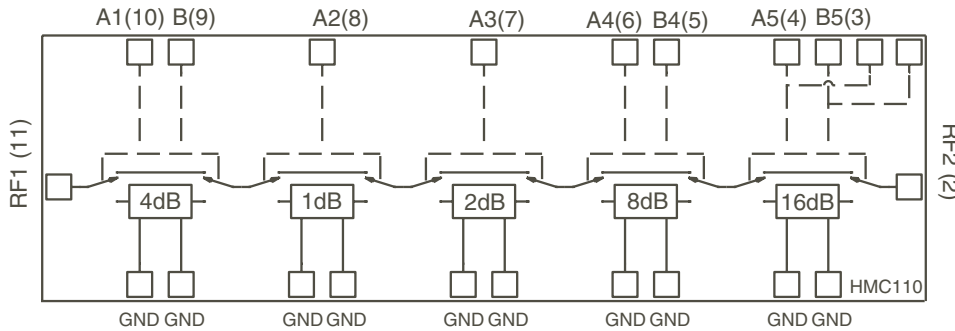 A1(10) B(9) A2(8) A3(7) A4(6) B4(5) A5(4) B5(3)
RF1 (11)
RF2 (2)
4dB 1dB 2dB 8dB 16dB
HMC110
GND GND GND GND GND GND GND GND GND GND